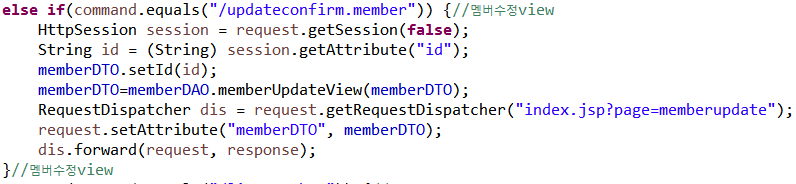 else if(command.equals("/updateconfirm.member")) {//멤버수정view
HttpSession session = request.getSession(false);
String id = (String) session.getAttribute("id");
memberDTO.setId(id);
memberDTO=memberDAO.memberUpdateView(memberDTO);
RequestDispatcher dis = request.getRequestDispatcher("index.jsp?page=memberupdate");
request.setAttribute("memberDTO", memberDTO);
dis.forward(request, response);
}//멤버수정view